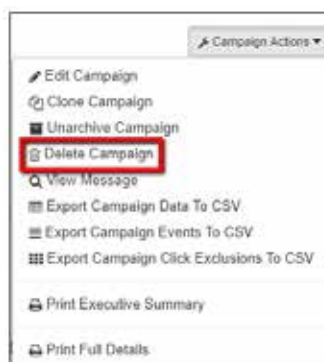 Campaign Actions
Edit Campaign
Clone Campaign
Unarchive Campaign
Delete Campaign
View Message
Export Campaign Data To CSV
Export Campaign Events To CSV
Export Campaign Click Exclusions To CSV
Print Executive Summary
Print Full Details